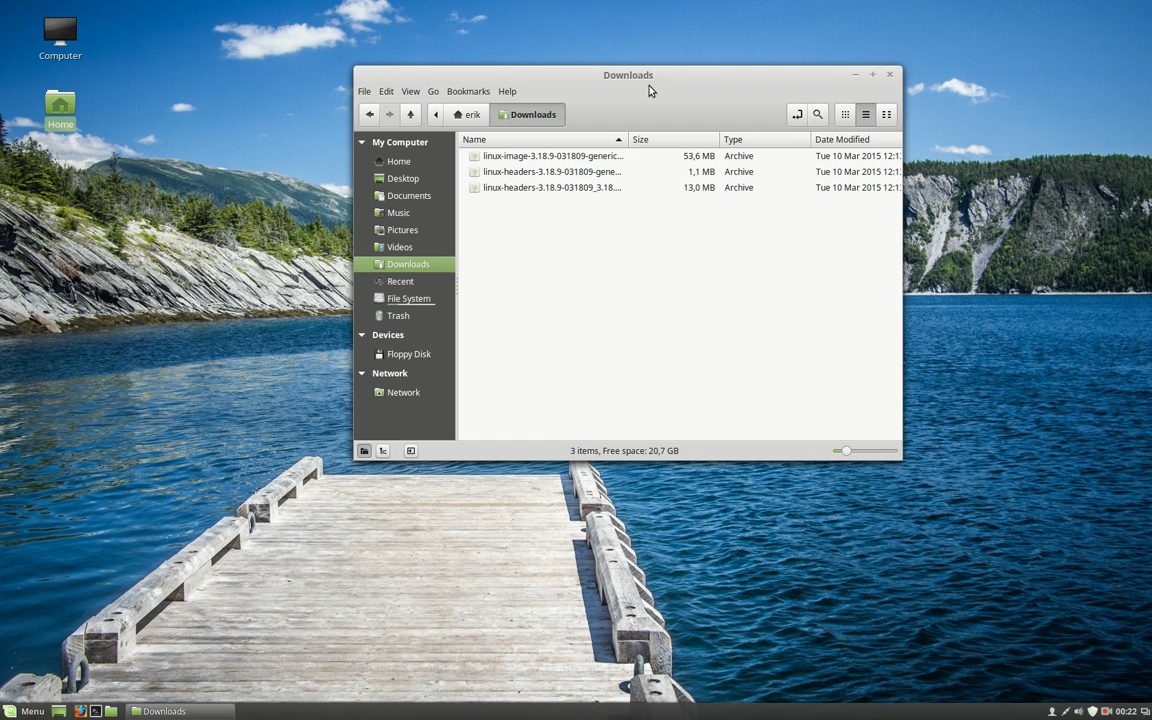 Computer
Home
Downloads
File Edit View Go Bookmarks Help
erik Downloads
My Computer
Home
Desktop
Documents
Music
Pictures
Videos
Downloads
Recent
File System
Trash
Devices
Floppy Disk
Network
Network
Name Size Type Date Modified
linux-image-3.18.9-031809-generic... 53,6 MB Archive Tue 10 Mar 2015 12:1
linux-headers-3.18.9-031809-gene... 1,1 MB Archive Tue 10 Mar 2015 12:1
linux-headers-3.18.9-031809_3.18.... 13,0 MB Archive Tue 10 Mar 2015 12:1
3 items, Free space: 20,7 GB
Menu Downloads 00:22